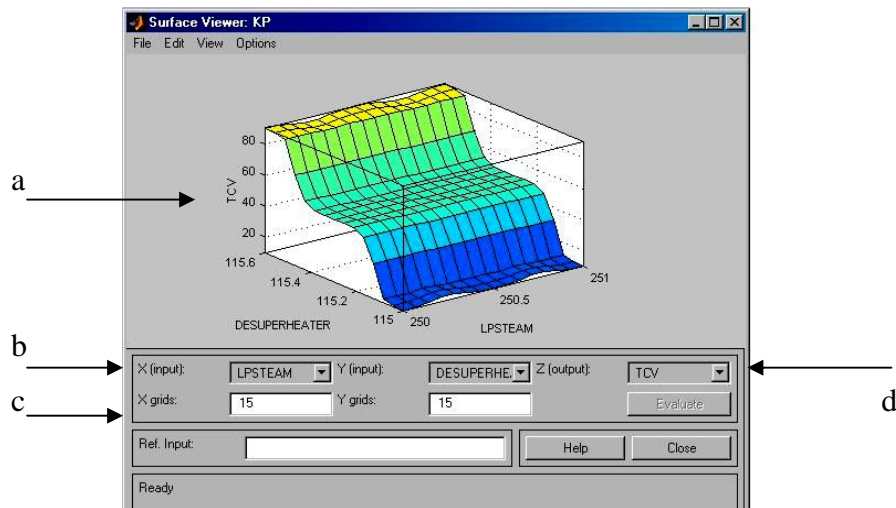 Surface Viewer: KP
File Edit View Options
a
TCV
80
60
40
20
115.6
115.4
115.2
115
250
250.5
251
DESUPERHEATER
LPSTEAM
b
X (input): LPSTEAM Y (input): DESUPERHE. Z (output): TCV
c
X grids: 15 Y grids: 15 Evaluate
d
Ref. Input: Help Close
Ready